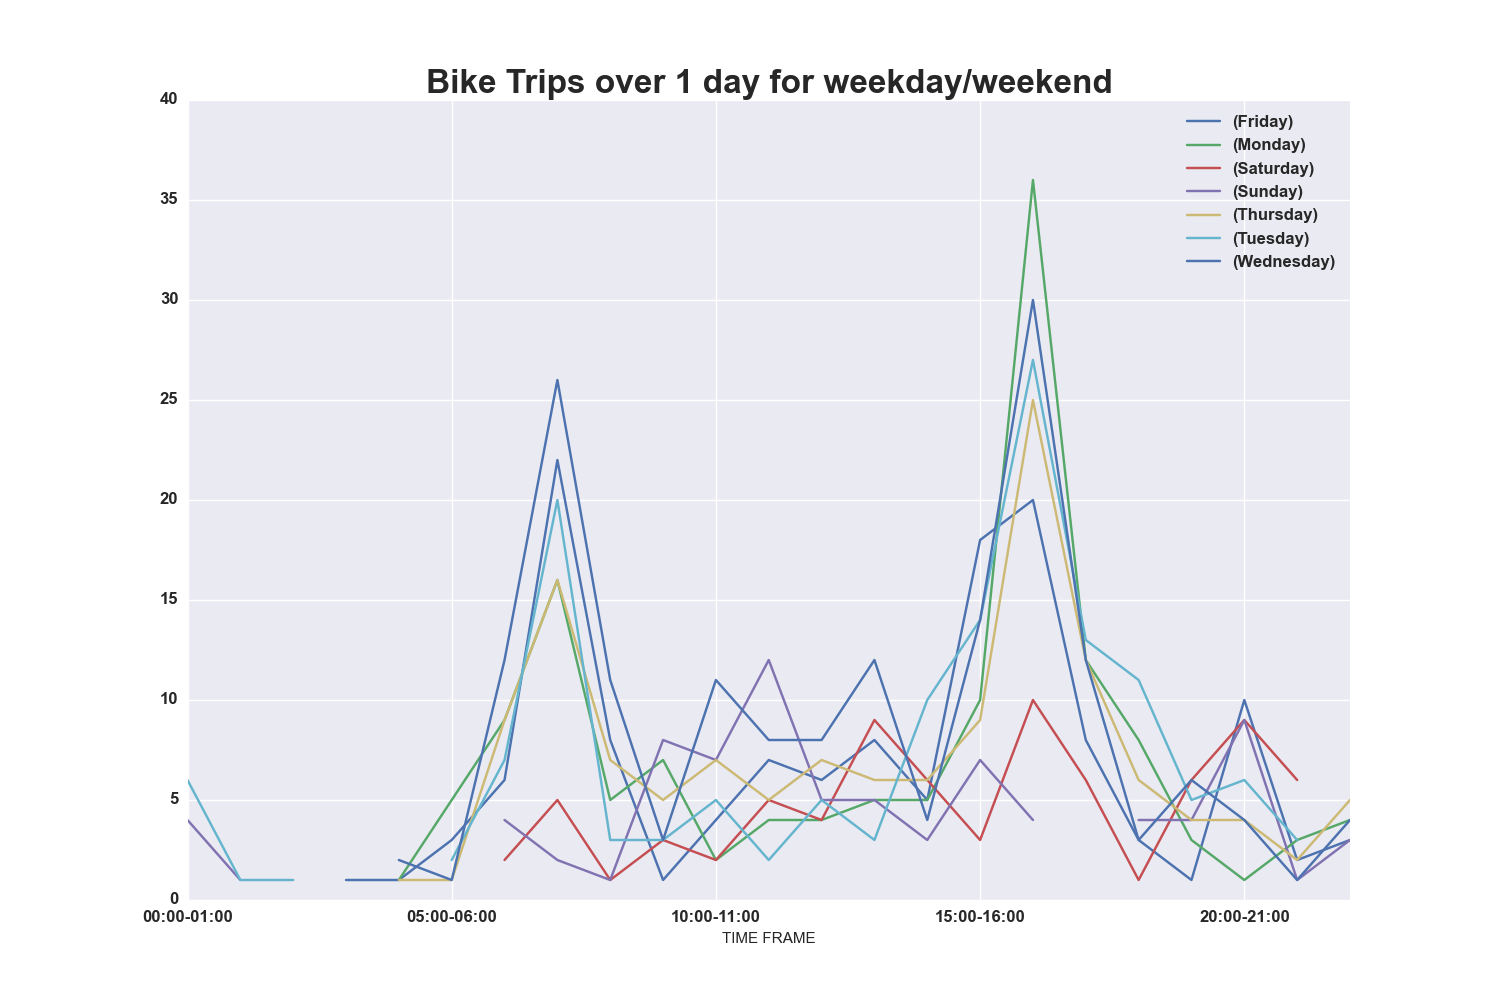 Bike Trips over 1 day for weekday/weekend
40
35
30
25
20
15
10
5
0
(Friday)
(Monday)
(Saturday)
(Sunday)
(Thursday)
(Tuesday)
(Wednesday)
00:00-01:00 05:00-06:00 10:00-11:00 15:00-16:00 20:00-21:00
TIME FRAME